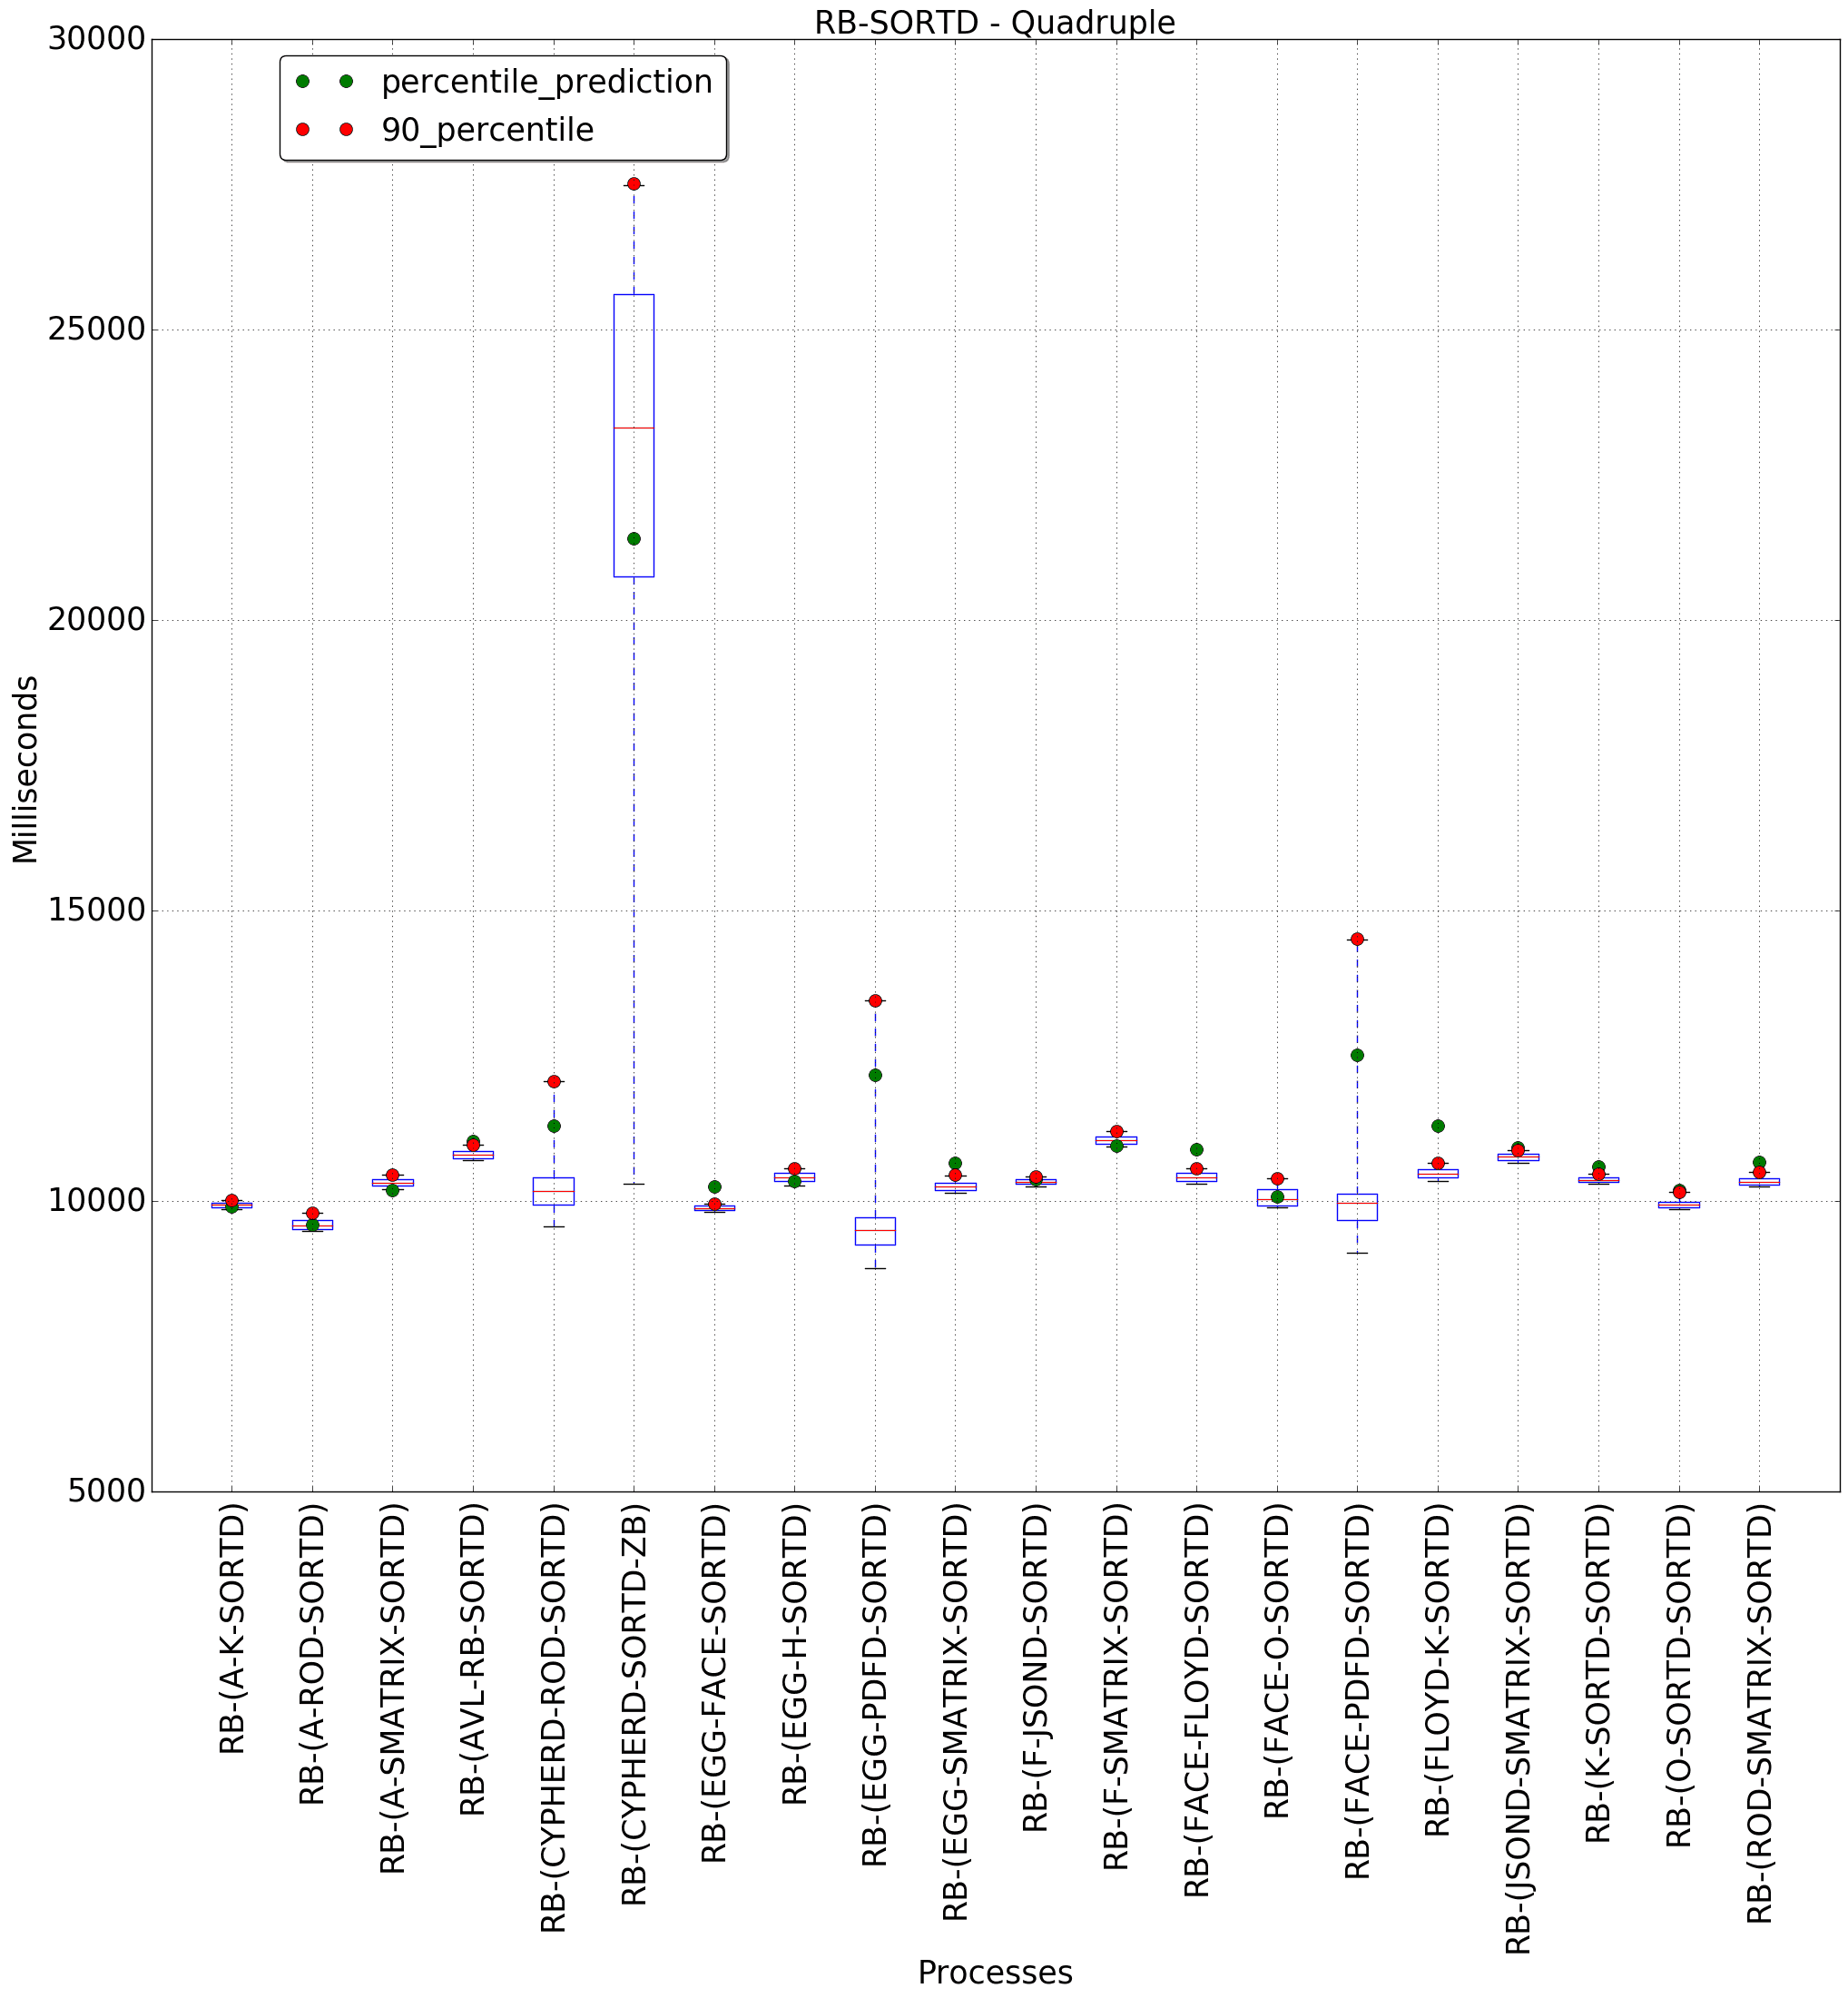 RB-SORTD - Quadruple
percentile_prediction
90_percentile
30000
25000
20000
15000
10000
5000
Milliseconds
RB-(A-K-SORTD)
RB-(A-ROD-SORTD)
RB-(A-SMATRIX-SORTD)
RB-(AVL-RB-SORTD)
RB-(CYPHERD-ROD-SORTD)
RB-(CYPHERD-SORTD-ZB)
RB-(EGG-FACE-SORTD)
RB-(EGG-H-SORTD)
RB-(EGG-PDFD-SORTD)
RB-(EGG-SMATRIX-SORTD)
RB-(F-JSOND-SORTD)
RB-(F-SMATRIX-SORTD)
RB-(FACE-FLOYD-SORTD)
RB-(FACE-O-SORTD)
RB-(FACE-PDFD-SORTD)
RB-(FLOYD-K-SORTD)
RB-(JSOND-SMATRIX-SORTD)
RB-(K-SORTD-SORTD)
RB-(O-SORTD-SORTD)
RB-(ROD-SMATRIX-SORTD)
Processes